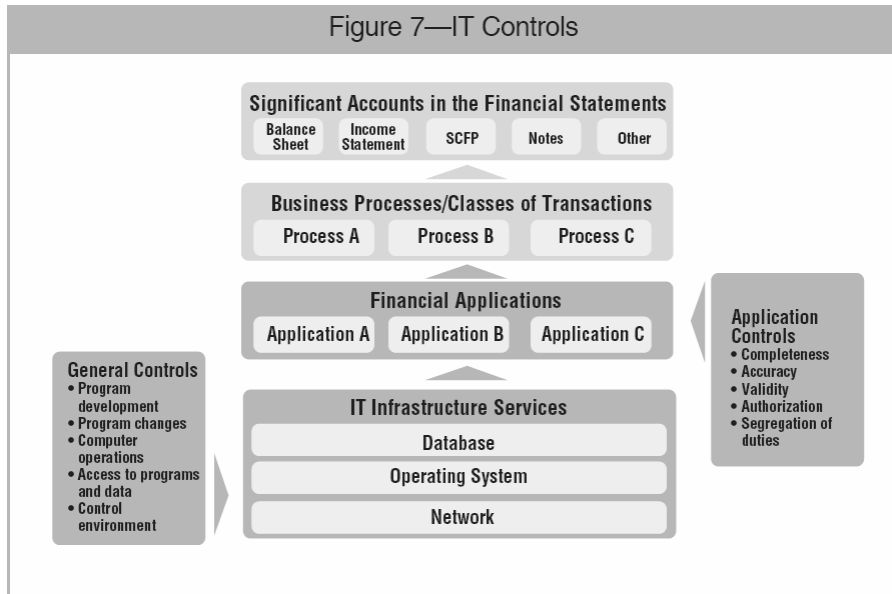 Figure 7—IT Controls
Significant Accounts in the Financial Statements
Balance
Sheet
Income
Statement
SCFP
Notes
Other
Business Processes/Classes of Transactions
Process A
Process B
Process C
Financial Applications
Application A
Application B
Application C
General Controls
• Program
development
• Program changes
• Computer
operations
• Access to programs
and data
• Control
environment
IT Infrastructure Services
Database
Operating System
Network
Application
Controls
• Completeness
• Accuracy
• Validity
• Authorization
• Segregation of
duties